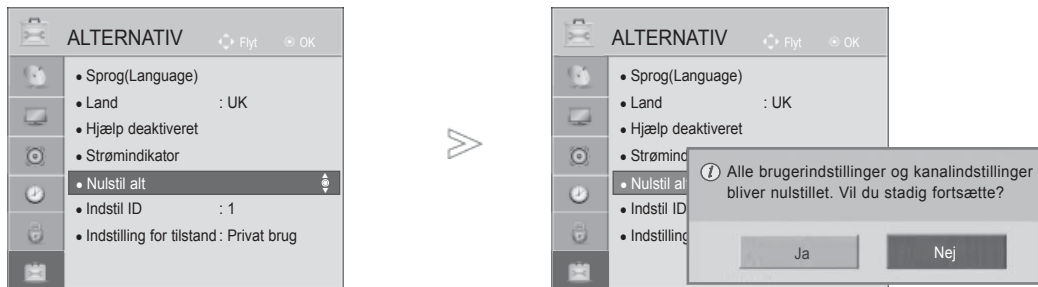 ALTERNATIV Flyt OK
• Sprog(Language)
• Land : UK
• Hjælp deaktiveret
• Strømindikator
• Nulstil alt
• Indstil ID : 1
• Indstilling for tilstand : Privat brug
ALTERNATIV Flyt OK
• Sprog(Language)
• Land : UK
• Hjælp deaktiveret
• Strømind
• Nulstil al
• Indstil ID
• Indstilling
Alle brugerindstillinger og kanalindstillinger
bliver nulstillet. Vil du stadig fortsætte?
Ja Nej